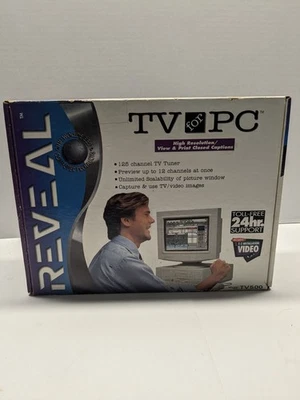 REVEAL
TV for PC™
High Resolution/
View & Print Closed Captions
• 125 channel TV Tuner
• Preview up to 12 channels at once
• Unlimited Scalability of picture window
• Capture & use TV/video images
TOLL-FREE
24hr.
SUPPORT
VIDEO
TV500